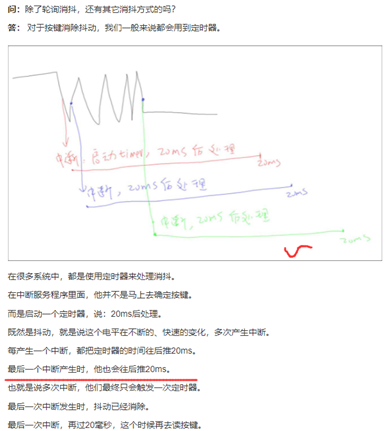 问：除了轮询消抖，还有其它消抖方式的吗？
答： 对于按键消除抖动，我们一般来说都会用到定时器。
中断，启动timer，20ms后处理
20ms
中断，20ms后处理
20ms
中断，20ms后处理
20ms
在很多系统中，都是使用定时器来处理消抖。
在中断服务程序里面，他并不是马上去确定按键。
而是启动一个定时器，说：20ms后处理。
既然是抖动，就是说这个电平在不断的、快速的变化，多次产生中断。
每产生一个中断，都把定时器的时间往后推20ms。
最后一个中断产生时，他也会往后推20ms。
也就是说多次中断，他们最终只会触发一次定时器。
最后一次中断发生时，抖动已经消除。
最后一次中断，再过20毫秒，这个时候再去读按键。